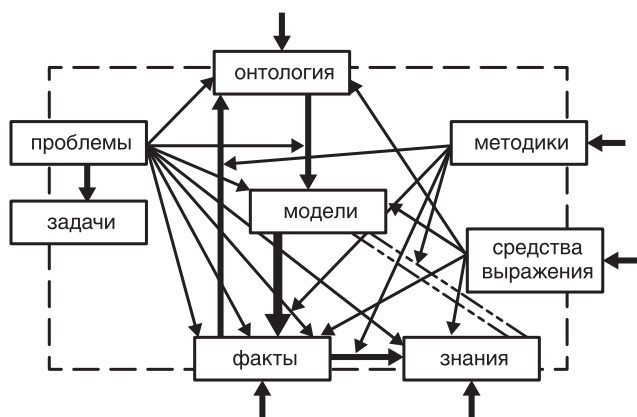 онтология
проблемы
методики
задачи
модели
средства
выражения
факты
знания